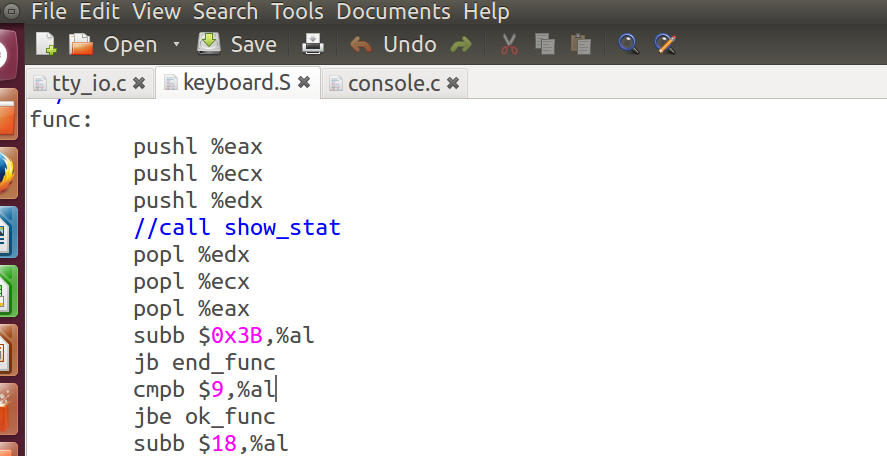 File Edit View Search Tools Documents Help
Open Save Undo
tty_io.c keyboard.S console.c
func:
pushl %eax
pushl %ecx
pushl %edx
//call show_stat
popl %edx
popl %ecx
popl %eax
subb $0x3B,%al
jb end_func
cmpb $9,%al
jbe ok_func
subb $18,%al